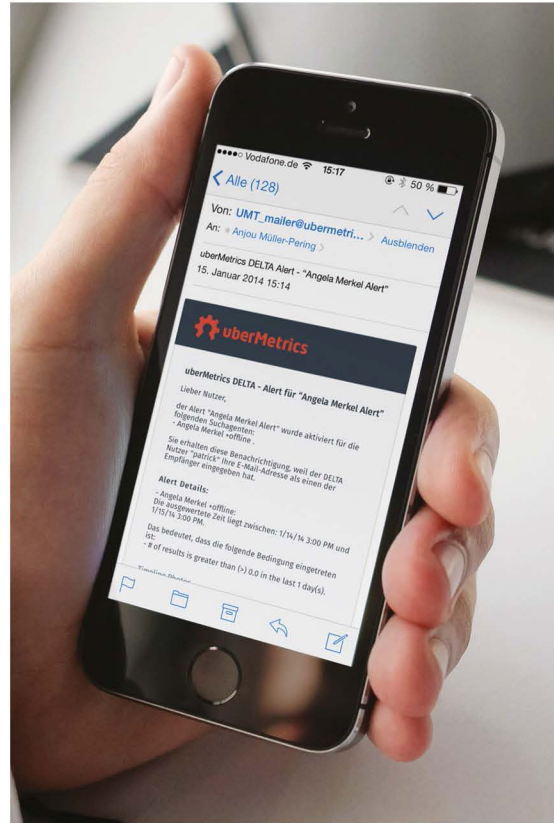 Vodafone.de 15:17 50 %
Alle (128)
Von: UMT_mailer@ubermetri... Ausblenden
An: Anjou Müller-Pering
uberMetrics DELTA Alert - "Angela Merkel Alert"
15. Januar 2014 15:14
uberMetrics
uberMetrics DELTA - Alert für "Angela Merkel Alert"
Lieber Nutzer,
der Alert "Angela Merkel Alert" wurde aktiviert für die
folgenden Suchagenten:
- Angela Merkel +offline .
Sie erhalten diese Benachrichtigung, weil der DELTA
Nutzer "patrick" Ihre E-Mail-Adresse als einen der
Empfänger eingegeben hat.
Alert Details:
- Angela Merkel +offline:
Die ausgewertete Zeit liegt zwischen: 1/14/14 3:00 PM und
1/15/14 3:00 PM.
Das bedeutet, dass die folgende Bedingung eingetreten
ist:
- # of results is greater than (>) 0.0 in the last 1 day(s).